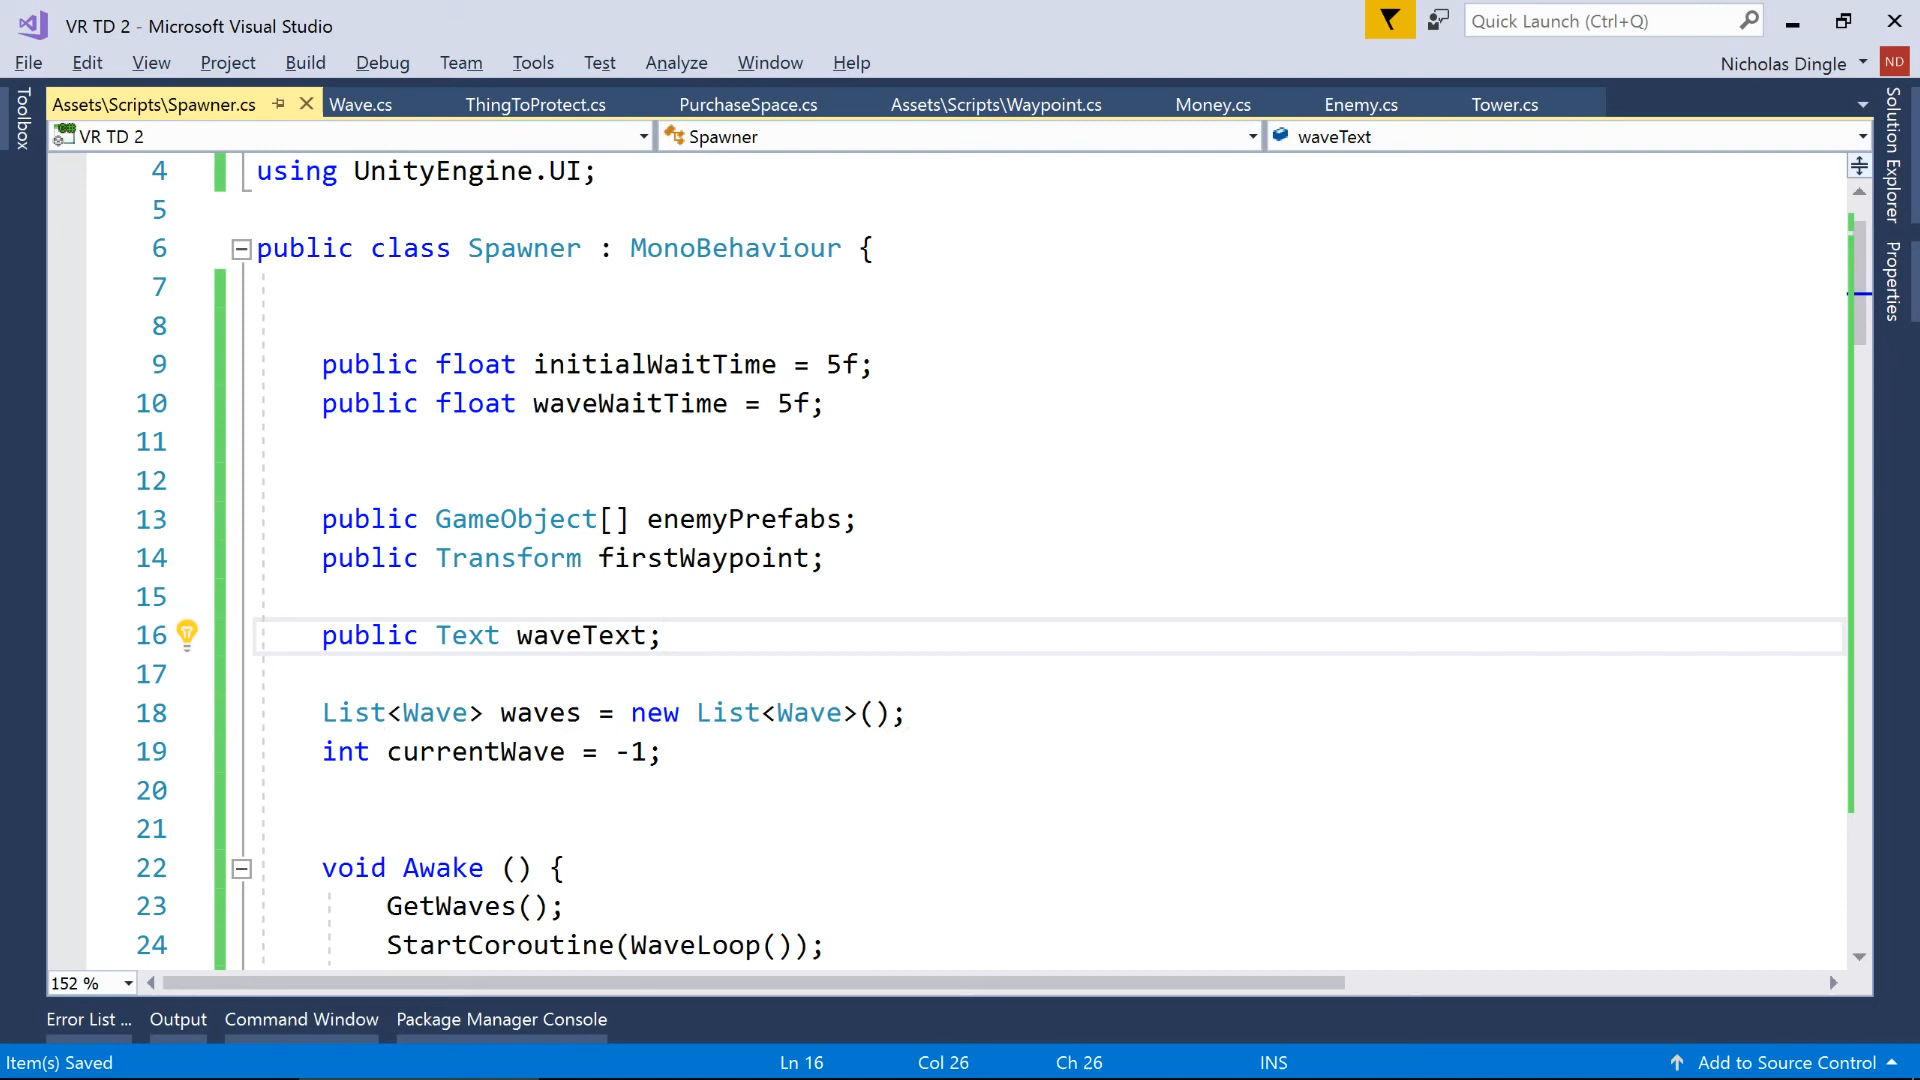 VR TD 2 - Microsoft Visual Studio
Quick Launch (Ctrl+Q)
File Edit View Project Build Debug Team Tools Test Analyze Window Help
Nicholas Dingle
ND
Toolbox
Assets\Scripts\Spawner.cs Wave.cs ThingToProtect.cs PurchaseSpace.cs Assets\Scripts\Waypoint.cs Money.cs Enemy.cs Tower.cs
VR TD 2
Spawner
waveText
Solution Explorer
Properties
4 using UnityEngine.UI;
5
6 public class Spawner : MonoBehaviour {
7
8
9 public float initialWaitTime = 5f;
10 public float waveWaitTime = 5f;
11
12
13 public GameObject[] enemyPrefabs;
14 public Transform firstWaypoint;
15
16 public Text waveText;
17
18 List<Wave> waves = new List<Wave>();
19 int currentWave = -1;
20
21
22 void Awake () {
23 GetWaves();
24 StartCoroutine(WaveLoop());
152 %
Error List ... Output Command Window Package Manager Console
Item(s) Saved
Ln 16
Col 26
Ch 26
INS
Add to Source Control